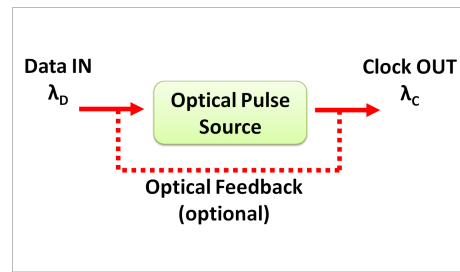 Data IN
λD
Optical Pulse
Source
Clock OUT
λC
Optical Feedback
(optional)